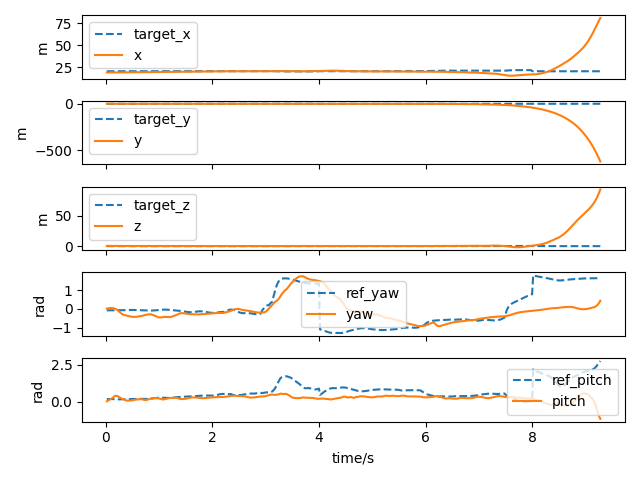 75
50
25
m
target_x
x
0
−500
m
target_y
y
50
0
m
target_z
z
1
0
−1
rad
ref_yaw
yaw
2.5
0.0
rad
ref_pitch
pitch
0
2
4
6
8
time/s